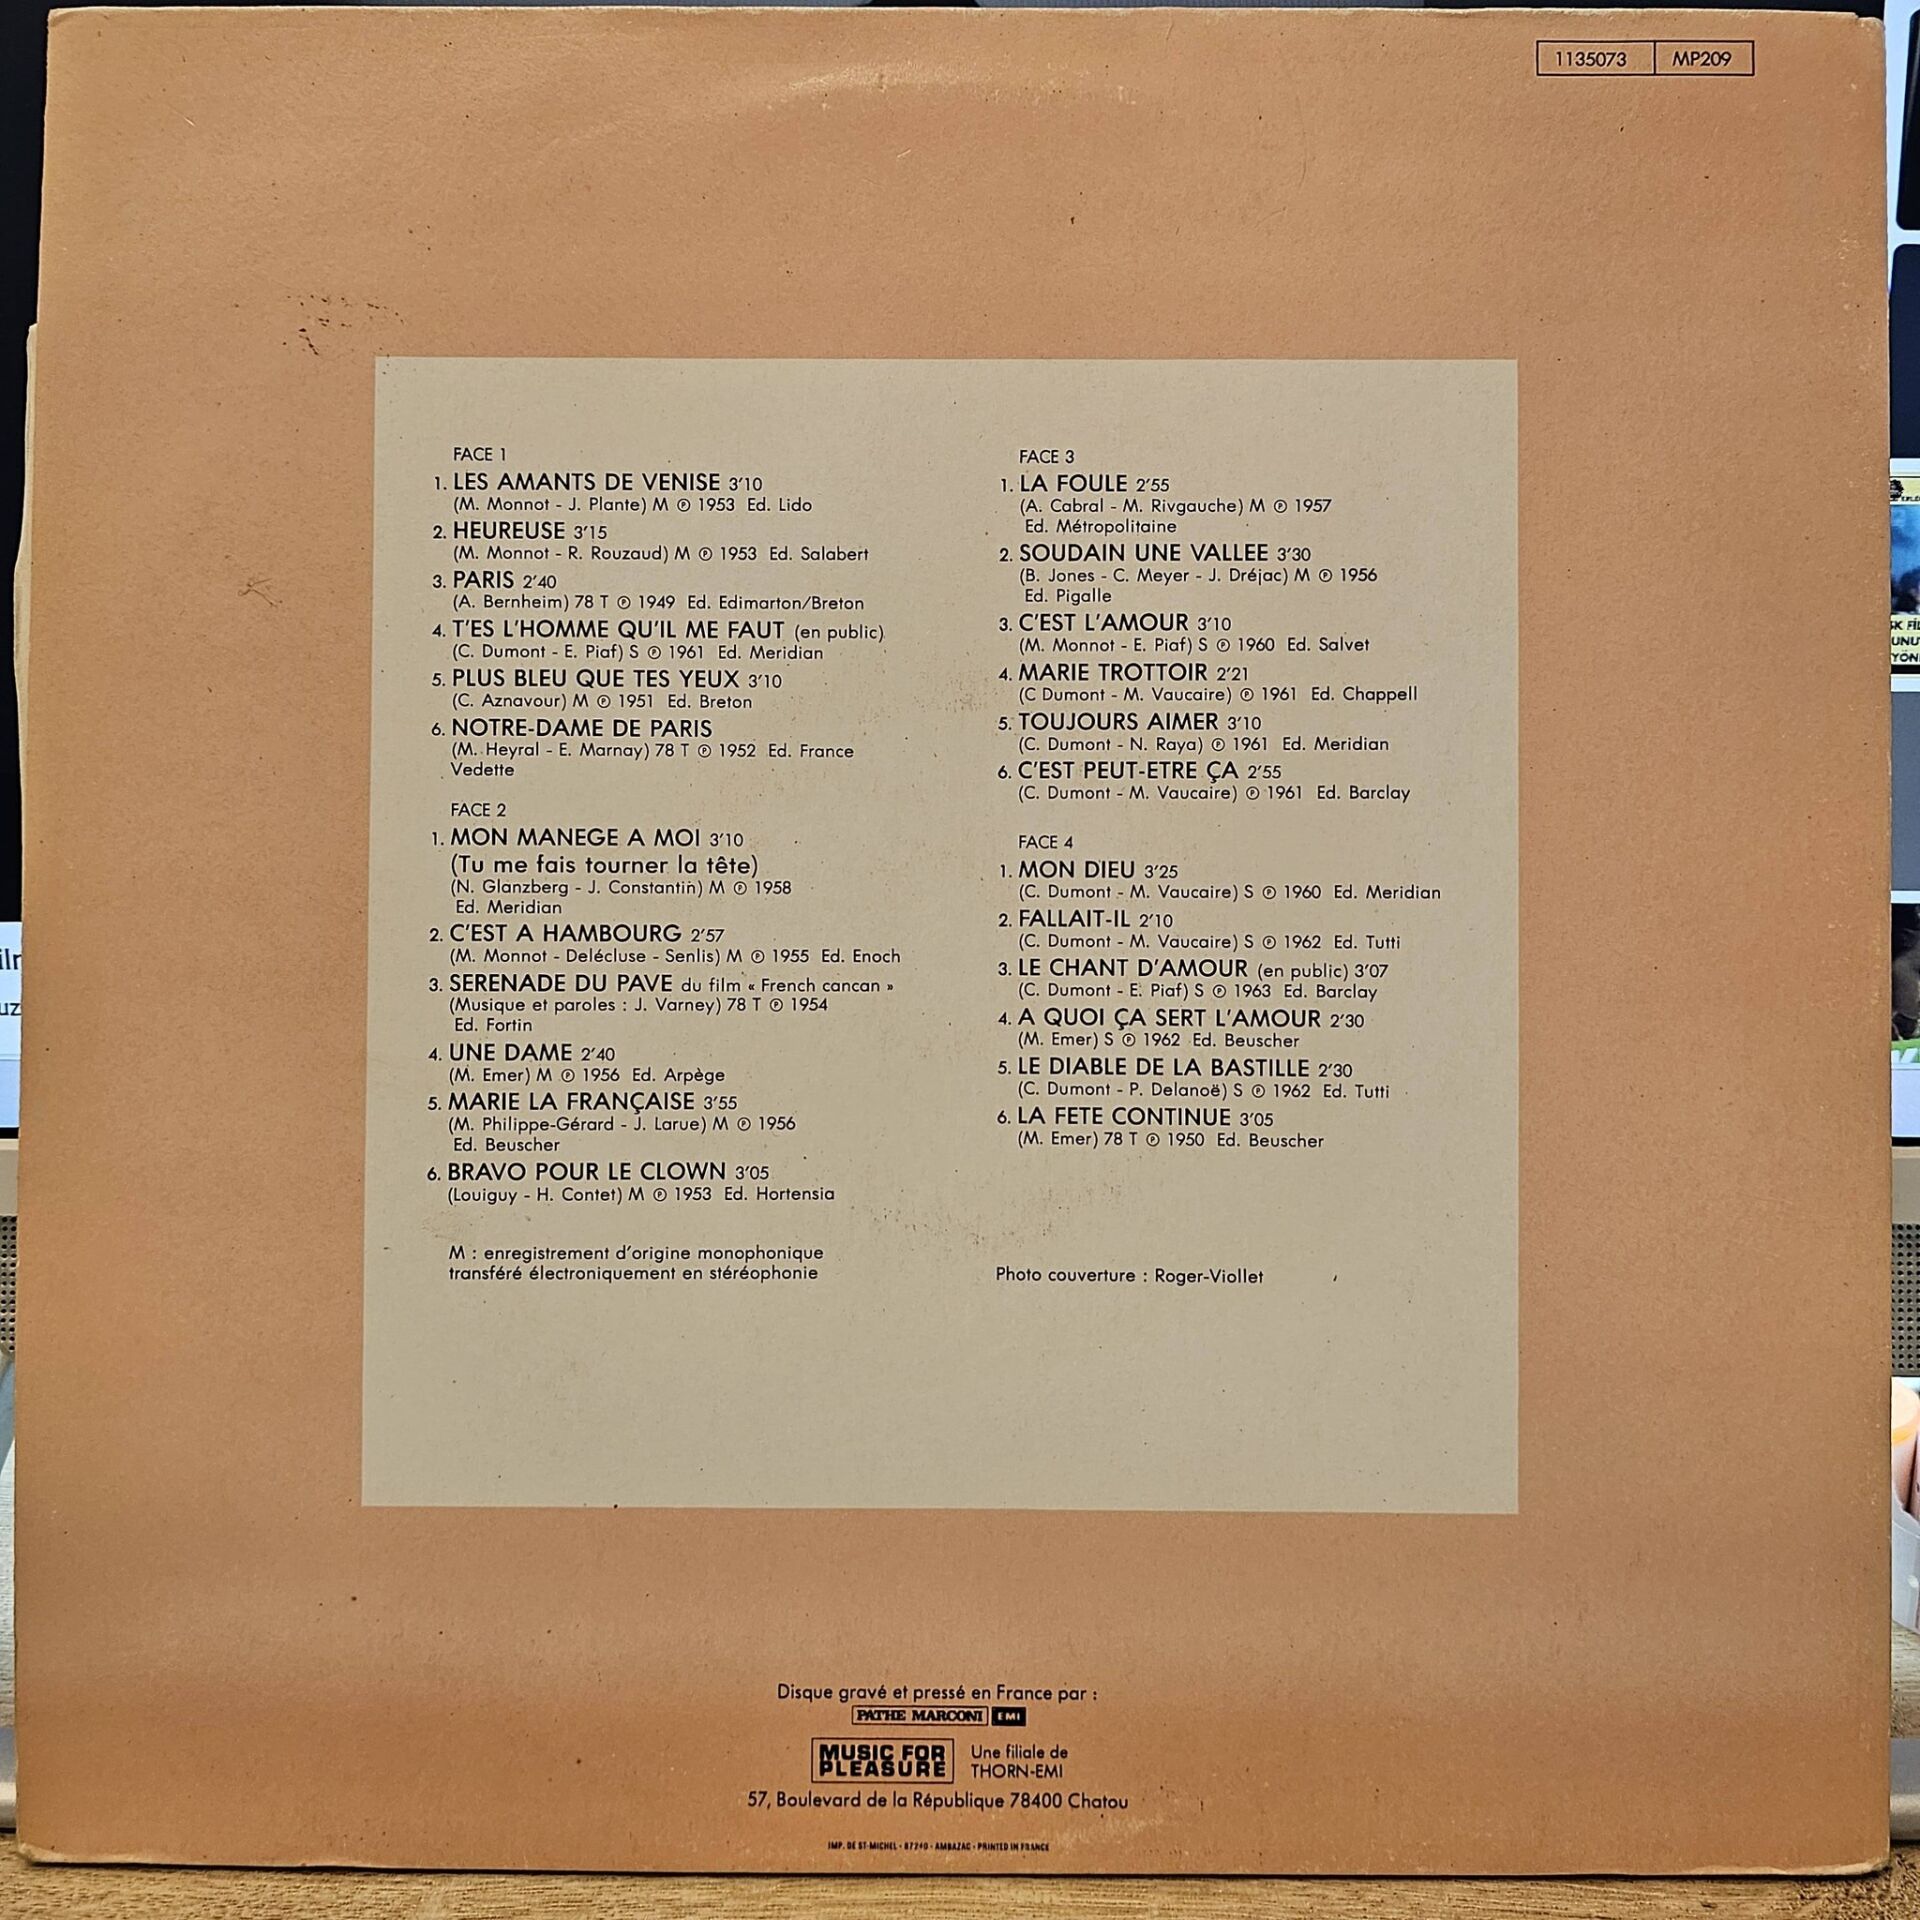 1135073 MP209
FACE 1
1. LES AMANTS DE VENISE 3'10
(M. Monnot - J. Plante) M ℗ 1953 Ed. Lido
2. HEUREUSE 3'15
(M. Monnot - R. Rouzaud) M ℗ 1953 Ed. Salabert
3. PARIS 2'40
(A. Bernheim) 78 T ℗ 1949 Ed. Edimarton/Breton
4. T'ES L'HOMME QU'IL ME FAUT (en public)
(C. Dumont - E. Piaf) S ℗ 1961 Ed. Meridian
5. PLUS BLEU QUE TES YEUX 3'10
(C. Aznavour) M ℗ 1951 Ed. Breton
6. NOTRE-DAME DE PARIS
(M. Heyral - E. Marnay) 78 T ℗ 1952 Ed. France
Vedette
FACE 2
1. MON MANEGE A MOI 3'10
(Tu me fais tourner la tête)
(N. Glanzberg - J. Constantin) M ℗ 1958
Ed. Meridian
2. C'EST A HAMBOURG 2'57
(M. Monnot - Delécluse - Senlis) M ℗ 1955 Ed. Enoch
3. SERENADE DU PAVE du film « French cancan »
(Musique et paroles : J. Varney) 78 T ℗ 1954
Ed. Fortin
4. UNE DAME 2'40
(M. Emer) M ℗ 1956 Ed. Arpège
5. MARIE LA FRANÇAISE 3'55
(M. Philippe-Gérard - J. Larue) M ℗ 1956
Ed. Beuscher
6. BRAVO POUR LE CLOWN 3'05
(Louiguy - H. Contet) M ℗ 1953 Ed. Hortensia
M : enregistrement d'origine monophonique
transféré électroniquement en stéréophonie
FACE 3
1. LA FOULE 2'55
(A. Cabral - M. Rivgauche) M ℗ 1957
Ed. Métropolitaine
2. SOUDAIN UNE VALLEE 3'30
(B. Jones - C. Meyer - J. Dréjac) M ℗ 1956
Ed. Pigalle
3. C'EST L'AMOUR 3'10
(M. Monnot - E. Piaf) S ℗ 1960 Ed. Salvet
4. MARIE TROTTOIR 2'21
(C Dumont - M. Vaucaire) ℗ 1961 Ed. Chappell
5. TOUJOURS AIMER 3'10
(C. Dumont - N. Raya) ℗ 1961 Ed. Meridian
6. C'EST PEUT-ETRE ÇA 2'55
(C. Dumont - M. Vaucaire) ℗ 1961 Ed. Barclay
FACE 4
1. MON DIEU 3'25
(C. Dumont - M. Vaucaire) S ℗ 1960 Ed. Meridian
2. FALLAIT-IL 2'10
(C. Dumont - M. Vaucaire) S ℗ 1962 Ed. Tutti
3. LE CHANT D'AMOUR (en public) 3'07
(C. Dumont - E. Piaf) S ℗ 1963 Ed. Barclay
4. A QUOI ÇA SERT L'AMOUR 2'30
(M. Emer) S ℗ 1962 Ed. Beuscher
5. LE DIABLE DE LA BASTILLE 2'30
(C. Dumont - P. Delanoë) S ℗ 1962 Ed. Tutti
6. LA FETE CONTINUE 3'05
(M. Emer) 78 T ℗ 1950 Ed. Beuscher
Photo couverture : Roger-Viollet
Disque gravé et pressé en France par :
PATHE MARCONI EMI
MUSIC FOR
PLEASURE
Une filiale de
THORN-EMI
57, Boulevard de la République 78400 Chatou
IMP. DE ST-MICHEL - 87240 - AMBAZAC - PRINTED IN FRANCE